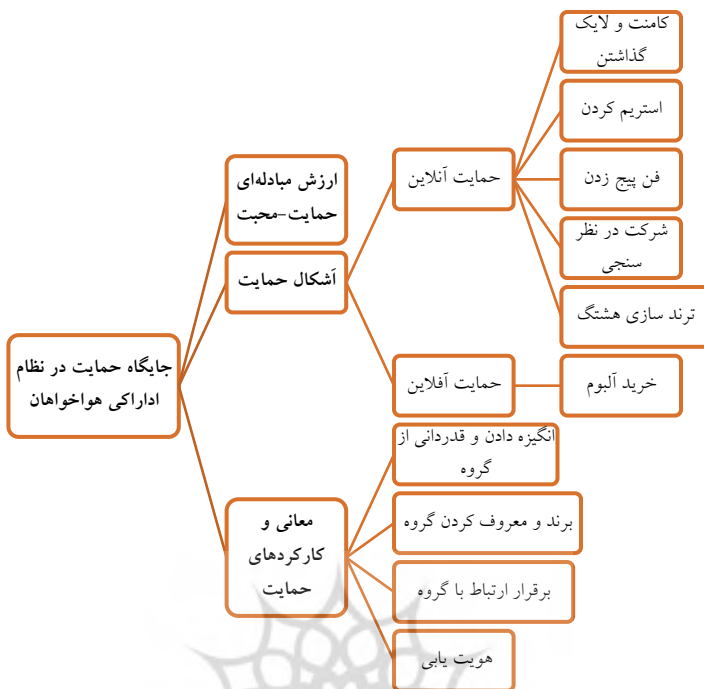 جایگاه حمایت در نظام
اداراکی هواخواهان
ارزش مبادله‌ای
حمایت-محبت
آشکال حمایت
حمایت آنلاین
کامنت و لایک
گذاشتن
استریم کردن
فن پیج زدن
شرکت در نظر
سنجی
ترند سازی هشتگ
حمایت آفلاین
خرید آلبوم
معانی و
کارکردهای
حمایت
انگیزه دادن و قدردانی از
گروه
برند و معروف کردن گروه
برقرار ارتباط با گروه
هویت یابی